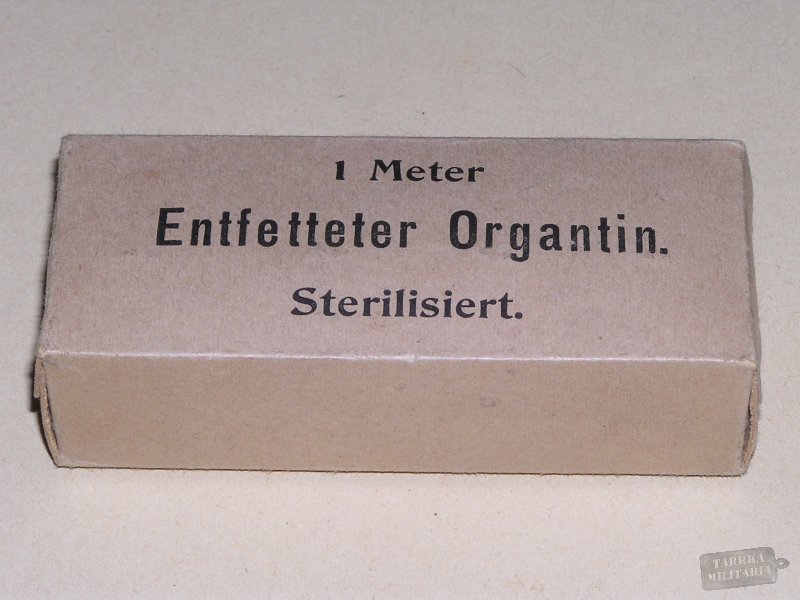 1 Meter
Entfetteter Organtin.
Sterilisiert.
TARRKA
MILITARIA